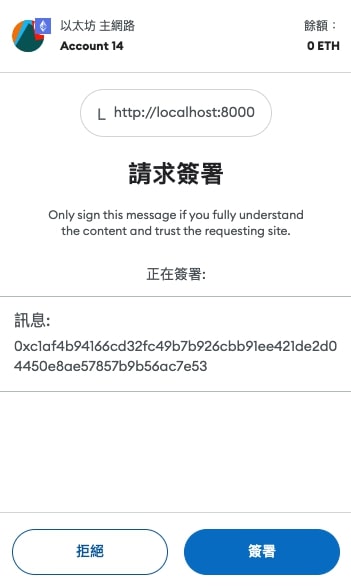 以太坊 主網路
Account 14
餘額：
0 ETH
L http://localhost:8000
請求簽署
Only sign this message if you fully understand
the content and trust the requesting site.
正在簽署:
訊息:
0xc1af4b94166cd32fc49b7b926cbb91ee421de2d0
4450e8ae57857b9b56ac7e53
拒絕
簽署